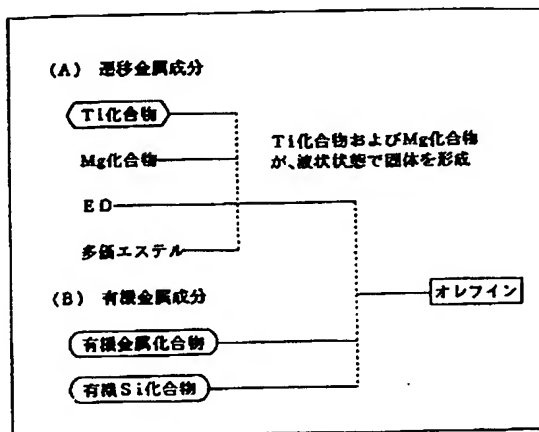 (A) 遷移金属成分
Ti化合物
Mg化合物
Ti化合物およびMg化合物
が、液状状態で固体を形成
ED
多価エステル
(B) 有機金属成分
オレフイン
有機金属化合物
有機Si化合物